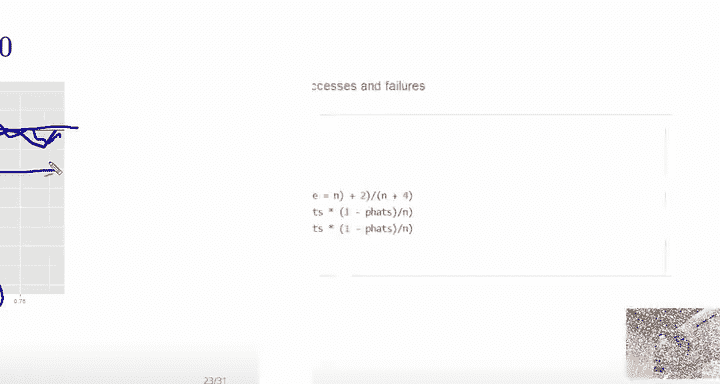 0
ccesses and failures
e = n) + 2)/(n + 4)
ts * (1 - phats)/n)
ts * (1 - phats)/n)
0.75
23/31